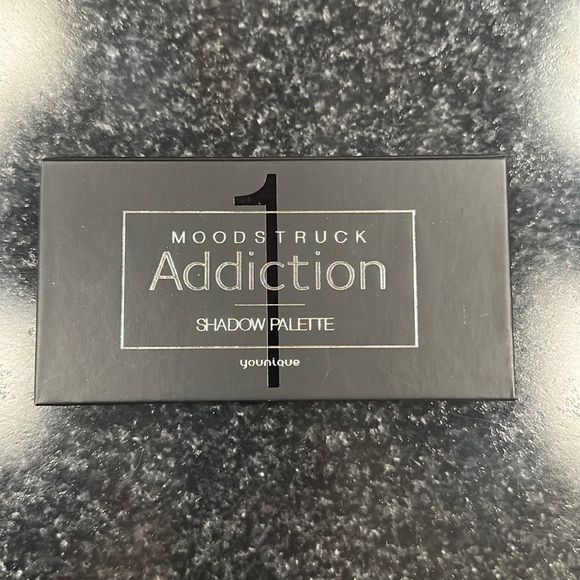 1
MOODSTRUCK
Addiction
SHADOW PALETTE
younique